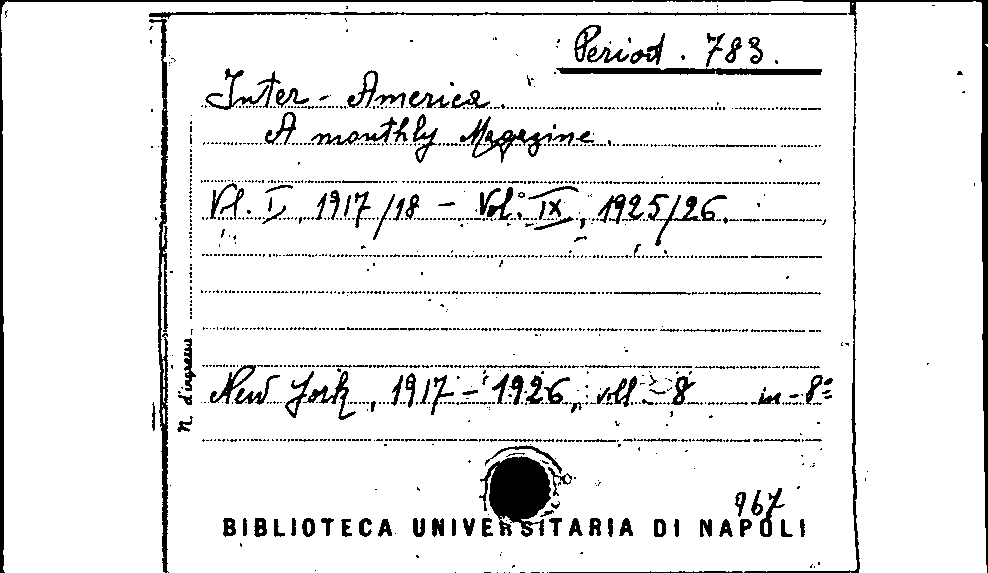 Period. 783.
Inter-America.
A monthly Magazine.
Vol. I, 1917/18 - Vol. IX, 1925/26.
New York, 1917-1926, voll. 8 in-8º
N. d'ingresso
967
BIBLIOTECA UNIVERSITARIA DI NAPOLI